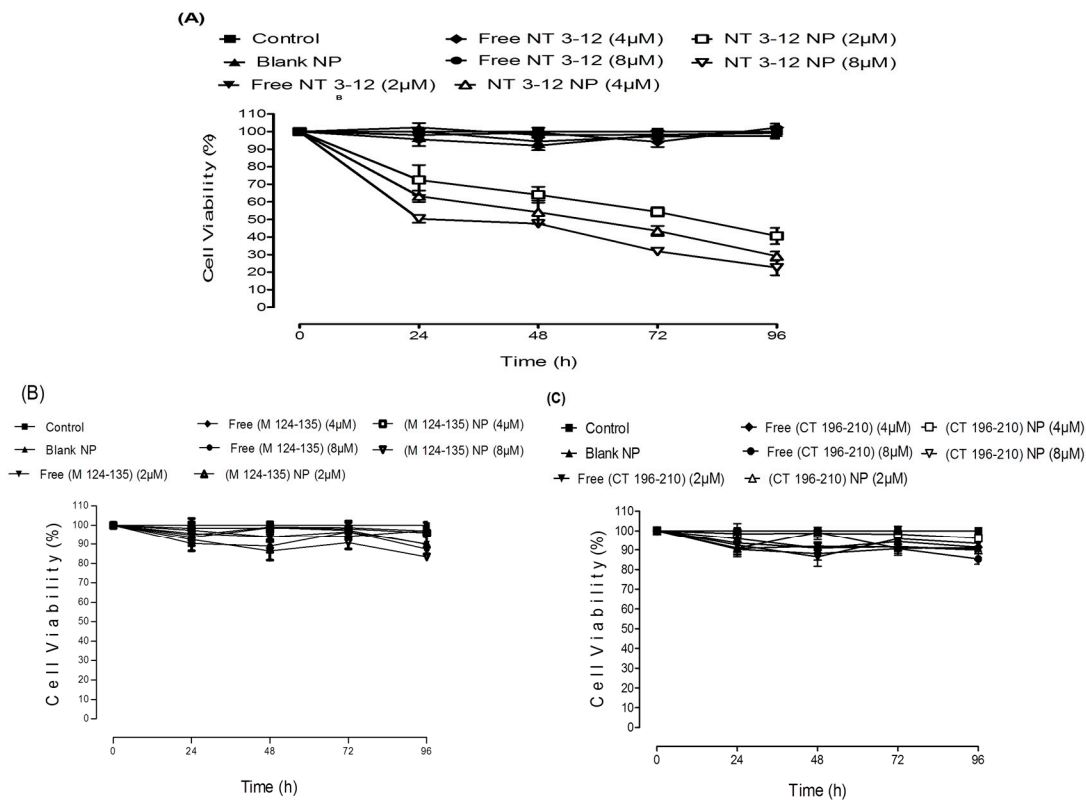 (A)
Control Free NT 3-12 (4µM) NT 3-12 NP (2µM)
Blank NP Free NT 3-12 (8µM) NT 3-12 NP (8µM)
Free NT 3-12 (2µM) NT 3-12 NP (4µM)
B
110
100
90
80
70
60
50
40
30
20
10
0
Cell Viability (%)
0 24 48 72 96
Time (h)
(B)
Control Free (M 124-135) (4µM) (M 124-135) NP (4µM)
Blank NP Free (M 124-135) (8µM) (M 124-135) NP (8µM)
Free (M 124-135) (2µM) (M 124-135) NP (2µM)
110
100
90
80
70
60
50
40
30
20
10
0
Cell Viability (%)
0 24 48 72 96
Time (h)
(C)
Control Free (CT 196-210) (4µM) (CT 196-210) NP (4µM)
Blank NP Free (CT 196-210) (8µM) (CT 196-210) NP (8µM)
Free (CT 196-210) (2µM) (CT 196-210) NP (2µM)
110
100
90
80
70
60
50
40
30
20
10
0
Cell Viability (%)
0 24 48 72 96
Time (h)